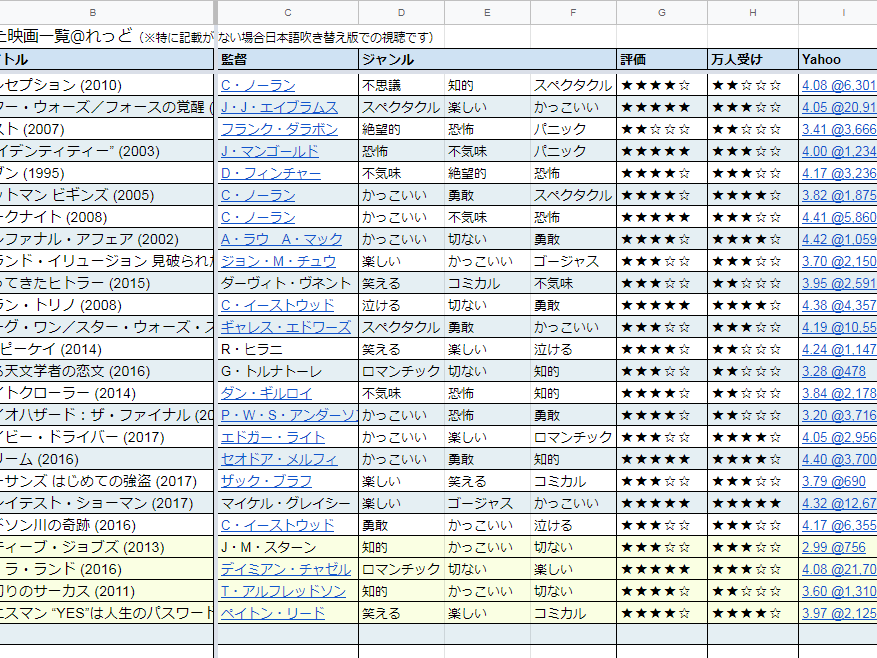 B C D E F G H I
た映画一覧@れっど（※特に記載がない場合日本語吹き替え版での視聴です）
トル 監督 ジャンル 評価 万人受け Yahoo
ンセプション (2010) C・ノーラン 不思議 知的 スペクタクル ★★★★☆ ★★☆☆☆ 4.08 @6,301
ター・ウォーズ／フォースの覚醒 ( J・J・エイブラムス スペクタクル 楽しい かっこいい ★★★★★ ★★★☆☆ 4.05 @20,91
スト (2007) フランク・ダラボン 絶望的 恐怖 パニック ★★☆☆☆ ★★☆☆☆ 3.41 @3,666
イデンティティー” (2003) J・マンゴールド 恐怖 不気味 パニック ★★★★★ ★★★☆☆ 4.00 @1,234
ブン (1995) D・フィンチャー 不気味 絶望的 恐怖 ★★★★☆ ★★★☆☆ 4.17 @3,236
ットマン ビギンズ (2005) C・ノーラン かっこいい 勇敢 スペクタクル ★★★★☆ ★★★★☆ 3.82 @1,875
ークナイト (2008) C・ノーラン かっこいい 不気味 恐怖 ★★★★★ ★★★☆☆ 4.41 @5,860
ンファナル・アフェア (2002) A・ラウ　A・マック かっこいい 切ない 勇敢 ★★★★☆ ★★★★☆ 4.42 @1,059
ランド・イリュージョン 見破られた ジョン・M・チュウ 楽しい かっこいい ゴージャス ★★★☆☆ ★★★☆☆ 3.70 @2,150
ってきたヒトラー (2015) ダーヴィト・ヴネント 笑える コミカル 不気味 ★★★☆☆ ★★★☆☆ 3.95 @2,591
ラン・トリノ (2008) C・イーストウッド 泣ける 切ない 勇敢 ★★★★★ ★★★★☆ 4.38 @4,357
ーグ・ワン／スター・ウォーズ・ス ギャレス・エドワーズ スペクタクル 勇敢 かっこいい ★★★☆☆ ★★★☆☆ 4.19 @10,55
ピーケイ (2014) R・ヒラニ 笑える 楽しい 泣ける ★★★★☆ ★★☆☆☆ 4.24 @1,147
る天文学者の恋文 (2016) G・トルナトーレ ロマンチック 切ない 知的 ★★★☆☆ ★★☆☆☆ 3.28 @478
イトクローラー (2014) ダン・ギルロイ 不気味 恐怖 知的 ★★★☆☆ ★★☆☆☆ 3.84 @2,178
イオハザード：ザ・ファイナル (20 P・W・S・アンダーソン かっこいい 恐怖 勇敢 ★★★★☆ ★★☆☆☆ 3.20 @3,716
イビー・ドライバー (2017) エドガー・ライト かっこいい 楽しい ロマンチック ★★★☆☆ ★★★★☆ 4.05 @2,956
リーム (2016) セオドア・メルフィ かっこいい 勇敢 知的 ★★★★★ ★★★★☆ 4.40 @3,700
ーサンズ はじめての強盗 (2017) ザック・ブラフ 楽しい 笑える コミカル ★★★☆☆ ★★★☆☆ 3.79 @690
レイテスト・ショーマン (2017) マイケル・グレイシー 楽しい ゴージャス かっこいい ★★★★★ ★★★★★ 4.32 @12,67
ドソン川の奇跡 (2016) C・イーストウッド 勇敢 かっこいい 泣ける ★★★★☆ ★★★☆☆ 4.17 @6,355
ティーブ・ジョブズ (2013) J・M・スターン 知的 かっこいい 切ない ★★★☆☆ ★★★☆☆ 2.99 @756
・ラ・ランド (2016) デイミアン・チャゼル ロマンチック 切ない 楽しい ★★★★★ ★★★☆☆ 4.08 @21,70
切りのサーカス (2011) T・アルフレッドソン 知的 かっこいい 切ない ★★★★☆ ★★☆☆☆ 3.60 @1,310
エスマン “YES”は人生のパスワート ペイトン・リード 笑える 楽しい コミカル ★★★★☆ ★★★★☆ 3.97 @2,125